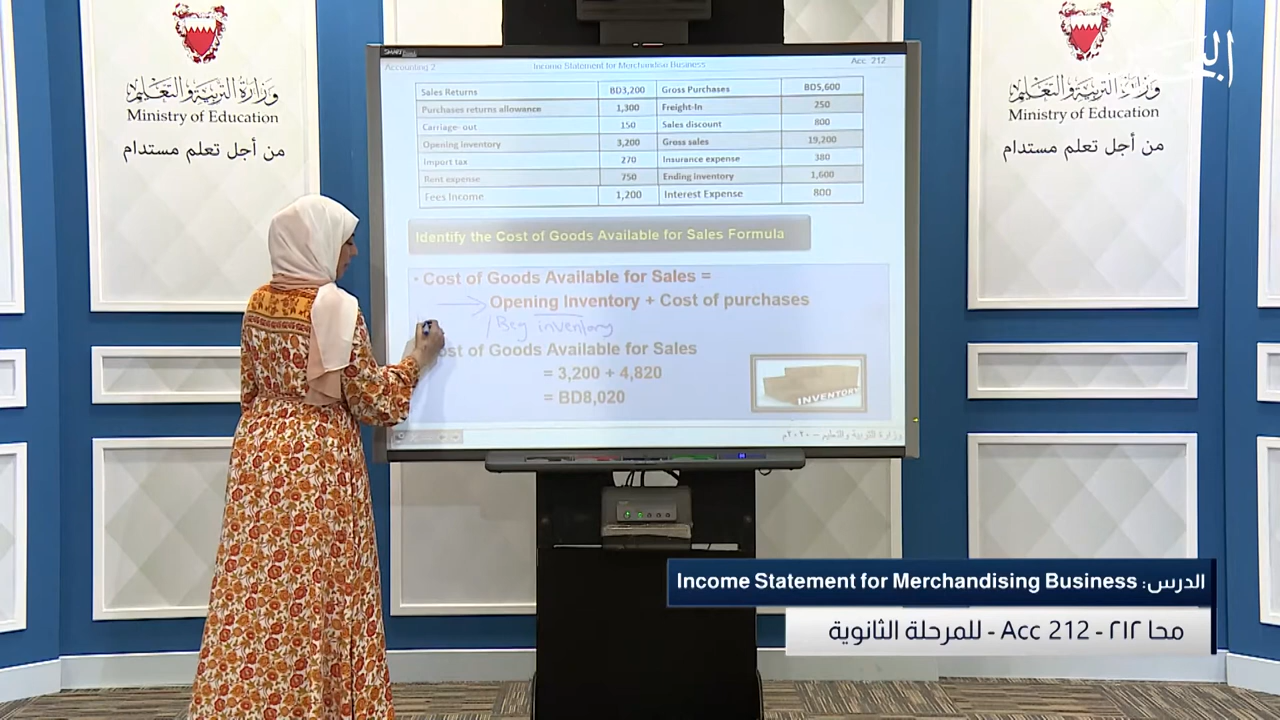 وزارة التربية والتعليم
Ministry of Education
من أجل تعلم مستدام
وزارة التربية والتعليم
Ministry of Education
من أجل تعلم مستدام
Accounting 2 Income Statement for Merchandise Business Acc. 212
Sales Returns BD3,200 Gross Purchases BD5,600
Purchases returns allowance 1,300 Freight-In 250
Carriage- out 150 Sales discount 800
Opening inventory 3,200 Gross sales 19,200
Import tax 270 Insurance expense 380
Rent expense 750 Ending inventory 1,600
Fees Income 1,200 Interest Expense 800
Identify the Cost of Goods Available for Sales Formula
• Cost of Goods Available for Sales =
Opening Inventory + Cost of purchases
/ Beg inventory
ost of Goods Available for Sales
= 3,200 + 4,820
= BD8,020
INVENTORY
وزارة التربية والتعليم – ٢٠٢٠م
الدرس: Income Statement for Merchandising Business
محا ٢١٢ - Acc 212 - للمرحلة الثانوية